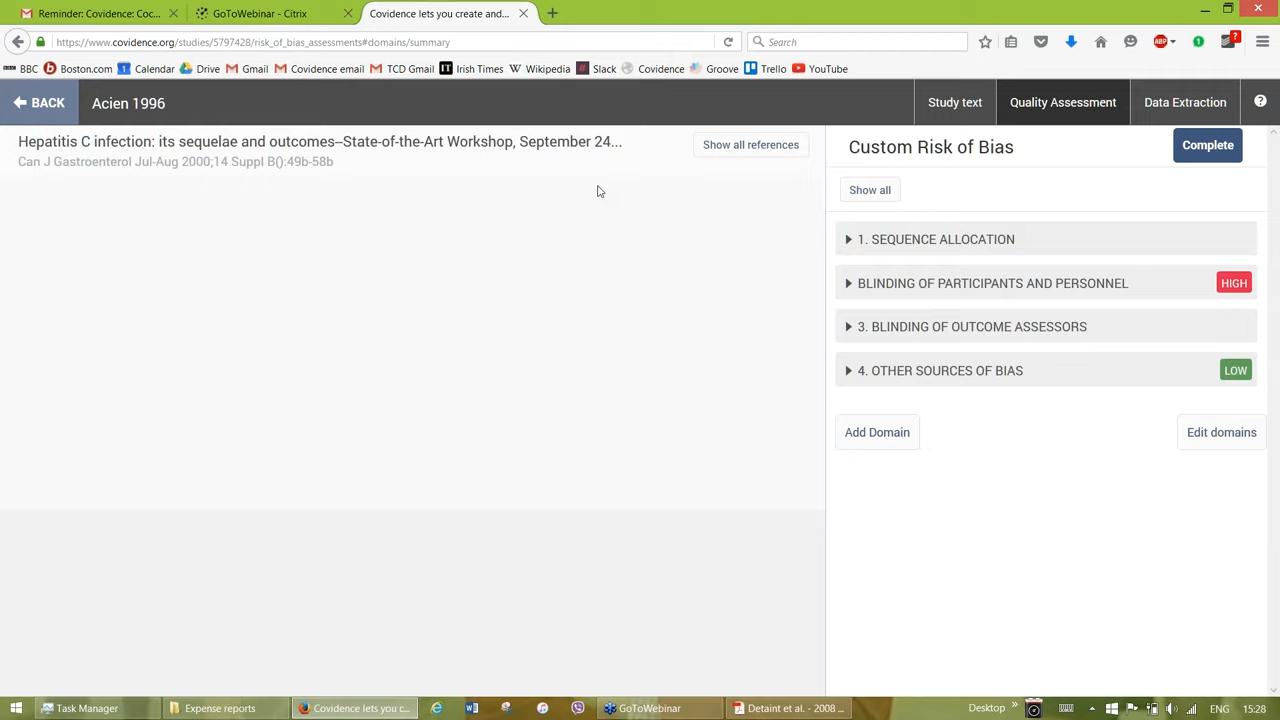 Reminder: Covidence: Coc...
GoToWebinar - Citrix
Covidence lets you create and...
https://www.covidence.org/studies/5797428/risk_of_bias_assessments#domains/summary
Search
ABP
?
BBC
Boston.com
Calendar
Drive
Gmail
Covidence email
TCD Gmail
Irish Times
Wikipedia
Slack
Covidence
Groove
Trello
YouTube
BACK
Acien 1996
Study text
Quality Assessment
Data Extraction
?
Hepatitis C infection: its sequelae and outcomes--State-of-the-Art Workshop, September 24...
Show all references
Can J Gastroenterol Jul-Aug 2000;14 Suppl B():49b-58b
Custom Risk of Bias
Complete
Show all
1. SEQUENCE ALLOCATION
BLINDING OF PARTICIPANTS AND PERSONNEL
HIGH
3. BLINDING OF OUTCOME ASSESSORS
4. OTHER SOURCES OF BIAS
LOW
Add Domain
Edit domains
Task Manager
Expense reports
Covidence lets you c...
GoToWebinar
Detaint et al. - 2008 ...
Desktop
ENG
15:28